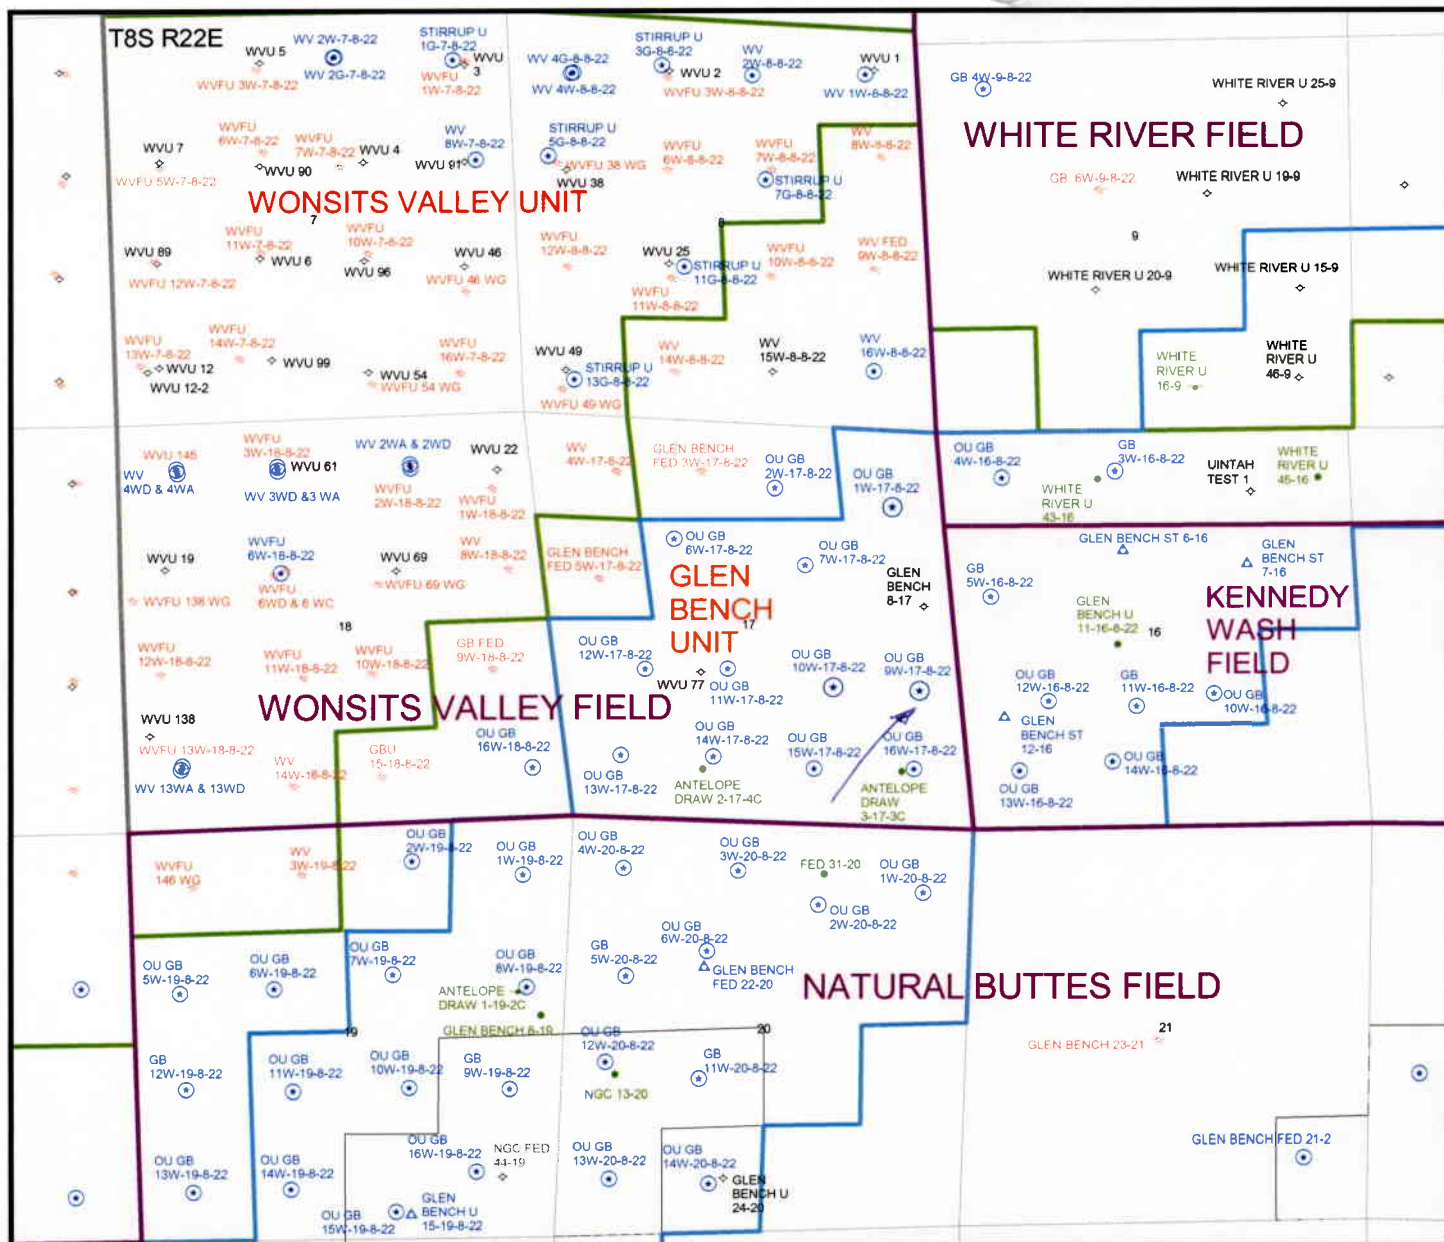 T8S R22E
WVU 5
WV 2W-7-8-22
WV 2G-7-8-22
WVFU 3W-7-8-22
STIRRUP U
1G-7-8-22
WVU
3
WVFU
1W-7-8-22
WV 4G-8-8-22
WV 4W-8-8-22
STIRRUP U
3G-8-8-22
WVU 2
WVFU 3W-8-8-22
WV
2W-8-8-22
WVU 1
WV 1W-8-8-22
GB 4W-9-8-22
WHITE RIVER U 25-9
WHITE RIVER FIELD
WVU 7
WVFU 5W-7-8-22
WVFU
6W-7-8-22
WVU 90
WVFU
7W-7-8-22
WVU 4
WV
8W-7-8-22
WVU 91
STIRRUP U
5G-8-8-22
WVFU 38 WG
WVU 38
WVFU
6W-8-8-22
WVFU
7W-8-8-22
STIRRUP U
7G-8-8-22
WV
8W-8-8-22
GB 6W-9-8-22
WHITE RIVER U 19-9
WONSITS VALLEY UNIT
7
8
9
WVU 89
WVFU 12W-7-8-22
WVFU
11W-7-8-22
WVU 6
WVFU
10W-7-8-22
WVU 96
WVU 46
WVFU 46 WG
WVFU
12W-8-8-22
WVU 25
STIRRUP U
11G-8-8-22
WVFU
11W-8-8-22
WVFU
10W-8-8-22
WV FED
9W-8-8-22
WHITE RIVER U 20-9
WHITE RIVER U 15-9
WVFU
13W-7-8-22
WVU 12
WVU 12-2
WVFU
14W-7-8-22
WVU 99
WVU 54
WVFU 54 WG
WVFU
16W-7-8-22
WVU 49
STIRRUP U
13G-8-8-22
WVFU 49 WG
WV
14W-8-8-22
WV
15W-8-8-22
WV
16W-8-8-22
WHITE
RIVER U
16-9
WHITE
RIVER U
46-9
WVU 145
WV
4WD & 4WA
WVFU
3W-18-8-22
WVU 61
WV 3WD &3 WA
WV 2WA & 2WD
WVFU
2W-18-8-22
WVU 22
WVFU
1W-18-8-22
WV
4W-17-8-22
GLEN BENCH
FED 3W-17-8-22
OU GB
2W-17-8-22
OU GB
1W-17-8-22
OU GB
4W-16-8-22
GB
3W-16-8-22
WHITE
RIVER U
43-16
UINTAH
TEST 1
WHITE
RIVER U
45-16
WVU 19
WVFU 138 WG
WVFU
6W-18-8-22
WVFU
6WD & 6 WC
WVU 69
WVFU 69 WG
WV
8W-18-8-22
GLEN BENCH
FED 5W-17-8-22
OU GB
6W-17-8-22
OU GB
7W-17-8-22
GLEN
BENCH
8-17
GLEN
BENCH
UNIT
17
GB
5W-16-8-22
GLEN BENCH ST 6-16
GLEN
BENCH ST
7-16
GLEN
BENCH U
11-16-8-22
16
KENNEDY
WASH
FIELD
18
WVFU
12W-18-8-22
WVFU
11W-18-8-22
WVFU
10W-18-8-22
GB FED
9W-18-8-22
OU GB
12W-17-8-22
WVU 77
OU GB
11W-17-8-22
OU GB
10W-17-8-22
OU GB
9W-17-8-22
OU GB
12W-16-8-22
GB
11W-16-8-22
OU GB
10W-16-8-22
WONSITS VALLEY FIELD
WVU 138
WVFU 13W-18-8-22
WV 13WA & 13WD
WV
14W-18-8-22
GBU
15-18-8-22
OU GB
16W-18-8-22
OU GB
13W-17-8-22
OU GB
14W-17-8-22
ANTELOPE
DRAW 2-17-4C
OU GB
15W-17-8-22
OU GB
16W-17-8-22
ANTELOPE
DRAW
3-17-3C
GLEN
BENCH ST
12-16
OU GB
13W-16-8-22
OU GB
14W-16-8-22
WVFU
146 WG
WV
3W-19-8-22
OU GB
2W-19-8-22
OU GB
1W-19-8-22
OU GB
4W-20-8-22
OU GB
3W-20-8-22
FED 31-20
OU GB
1W-20-8-22
OU GB
2W-20-8-22
OU GB
5W-19-8-22
OU GB
6W-19-8-22
OU GB
7W-19-8-22
OU GB
8W-19-8-22
ANTELOPE
DRAW 1-19-2C
GLEN BENCH 8-19
GB
5W-20-8-22
OU GB
6W-20-8-22
GLEN BENCH
FED 22-20
NATURAL BUTTES FIELD
19
20
21
GLEN BENCH 23-21
GB
12W-19-8-22
OU GB
11W-19-8-22
OU GB
10W-19-8-22
GB
9W-19-8-22
OU GB
12W-20-8-22
NGC 13-20
GB
11W-20-8-22
OU GB
13W-19-8-22
OU GB
14W-19-8-22
OU GB
16W-19-8-22
NGC FED
44-19
OU GB
15W-19-8-22
GLEN
BENCH U
15-19-8-22
OU GB
13W-20-8-22
OU GB
14W-20-8-22
GLEN
BENCH U
24-20
GLEN BENCH FED 21-2